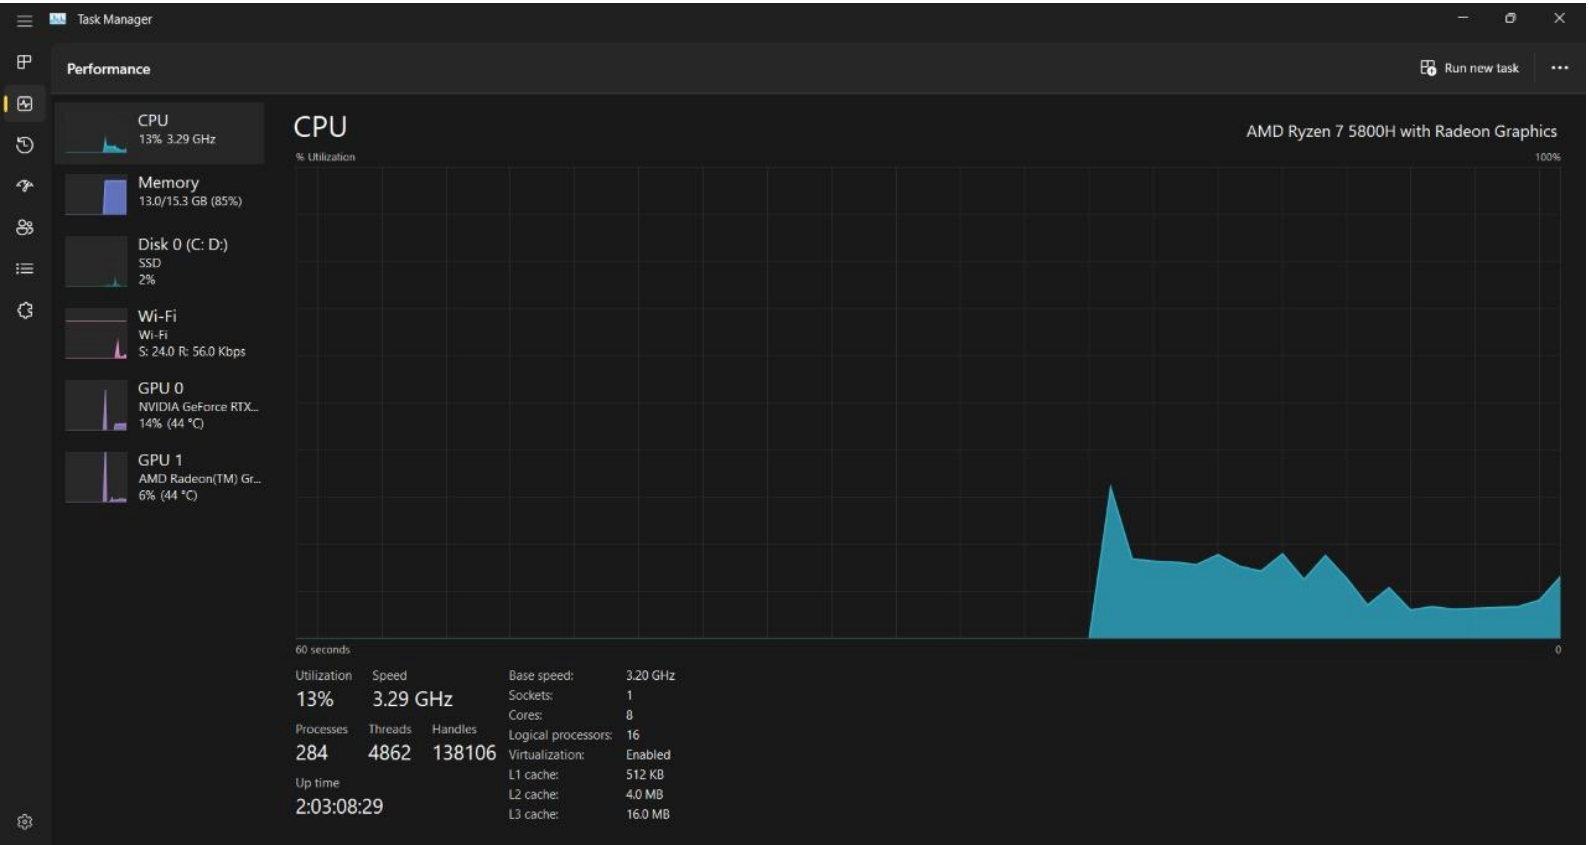 Task Manager
Performance
Run new task
CPU
13% 3.29 GHz
Memory
13.0/15.3 GB (85%)
Disk 0 (C: D:)
SSD
2%
Wi-Fi
Wi-Fi
S: 24.0 R: 56.0 Kbps
GPU 0
NVIDIA GeForce RTX...
14% (44 °C)
GPU 1
AMD Radeon(TM) Gr...
6% (44 °C)
CPU
AMD Ryzen 7 5800H with Radeon Graphics
% Utilization 100%
60 seconds 0
Utilization Speed
13% 3.29 GHz
Processes Threads Handles
284 4862 138106
Up time
2:03:08:29
Base speed: 3.20 GHz
Sockets: 1
Cores: 8
Logical processors: 16
Virtualization: Enabled
L1 cache: 512 KB
L2 cache: 4.0 MB
L3 cache: 16.0 MB